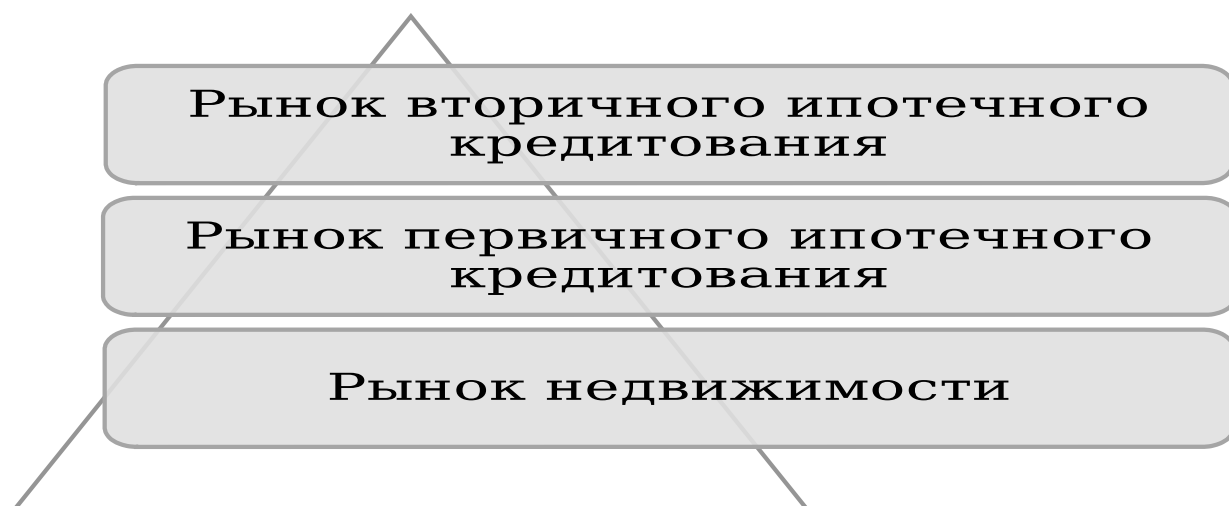 Рынок вторичного ипотечного
кредитования
Рынок первичного ипотечного
кредитования
Рынок недвижимости